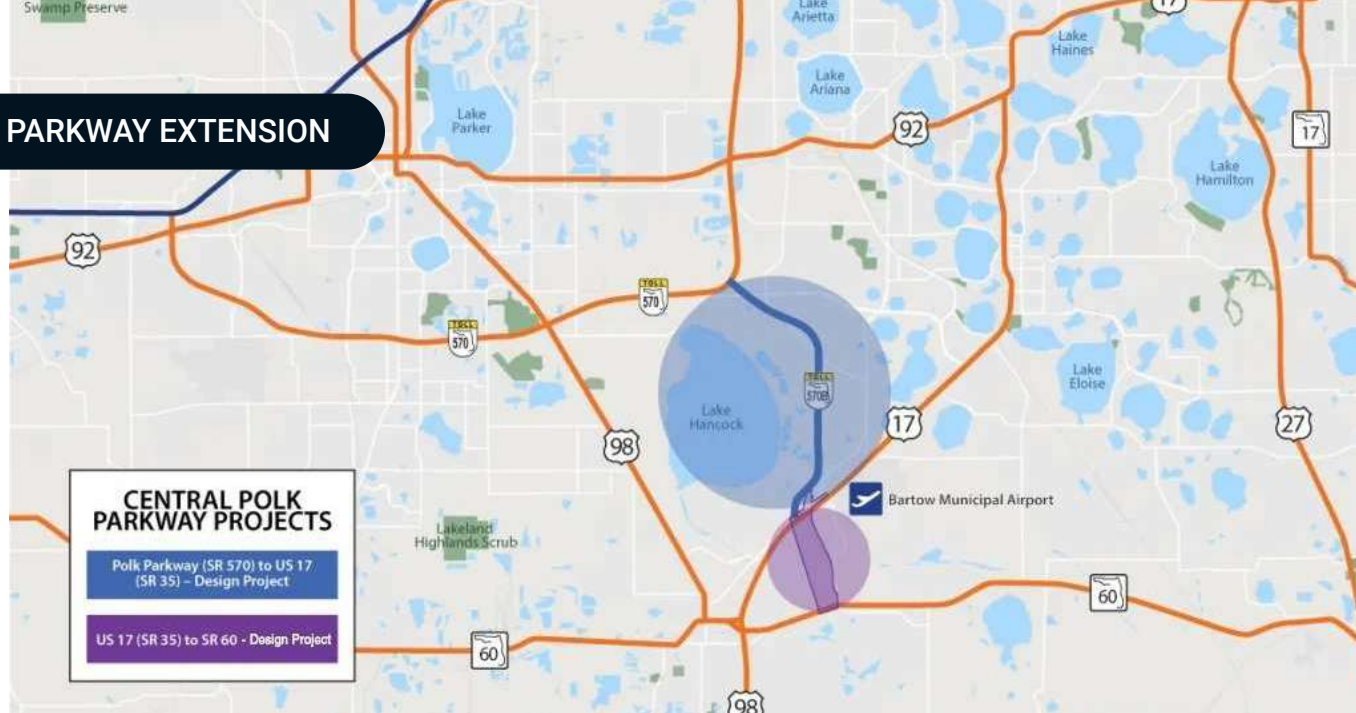 Swamp Preserve
Lake
Arietta
17
Lake
Haines
Lake
Ariana
PARKWAY EXTENSION
Lake
Parker
92
17
Lake
Hamilton
92
TOLL
570
TOLL
570
Lake
Eloise
TOLL
570B
Lake
Hancock
17
27
98
CENTRAL POLK
PARKWAY PROJECTS
Polk Parkway (SR 570) to US 17
(SR 35) – Design Project
US 17 (SR 35) to SR 60 - Design Project
Bartow Municipal Airport
Lakeland
Highlands Scrub
60
60
98